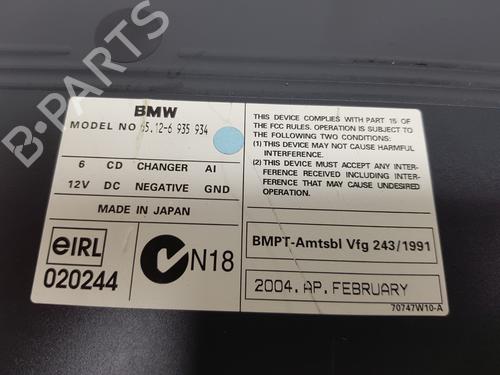 BMW
MODEL NO 65.12-6 935 934
6 CD CHANGER AI
12V DC NEGATIVE GND
MADE IN JAPAN
eIRL
020244
N18
THIS DEVICE COMPLIES WITH PART 15 OF
THE FCC RULES. OPERATION IS SUBJECT TO
THE FOLLOWING TWO CONDITIONS:
(1) THIS DEVICE MAY NOT CAUSE HARMFUL
INTERFERENCE.
(2) THIS DEVICE MUST ACCEPT ANY INTER-
FERENCE RECEIVED INCLUDING INTER-
FERENCE THAT MAY CAUSE UNDESIRED
OPERATION.
BMPT-Amtsbl Vfg 243/1991
2004. AP. FEBRUARY
70747W10-A
B-PARTS